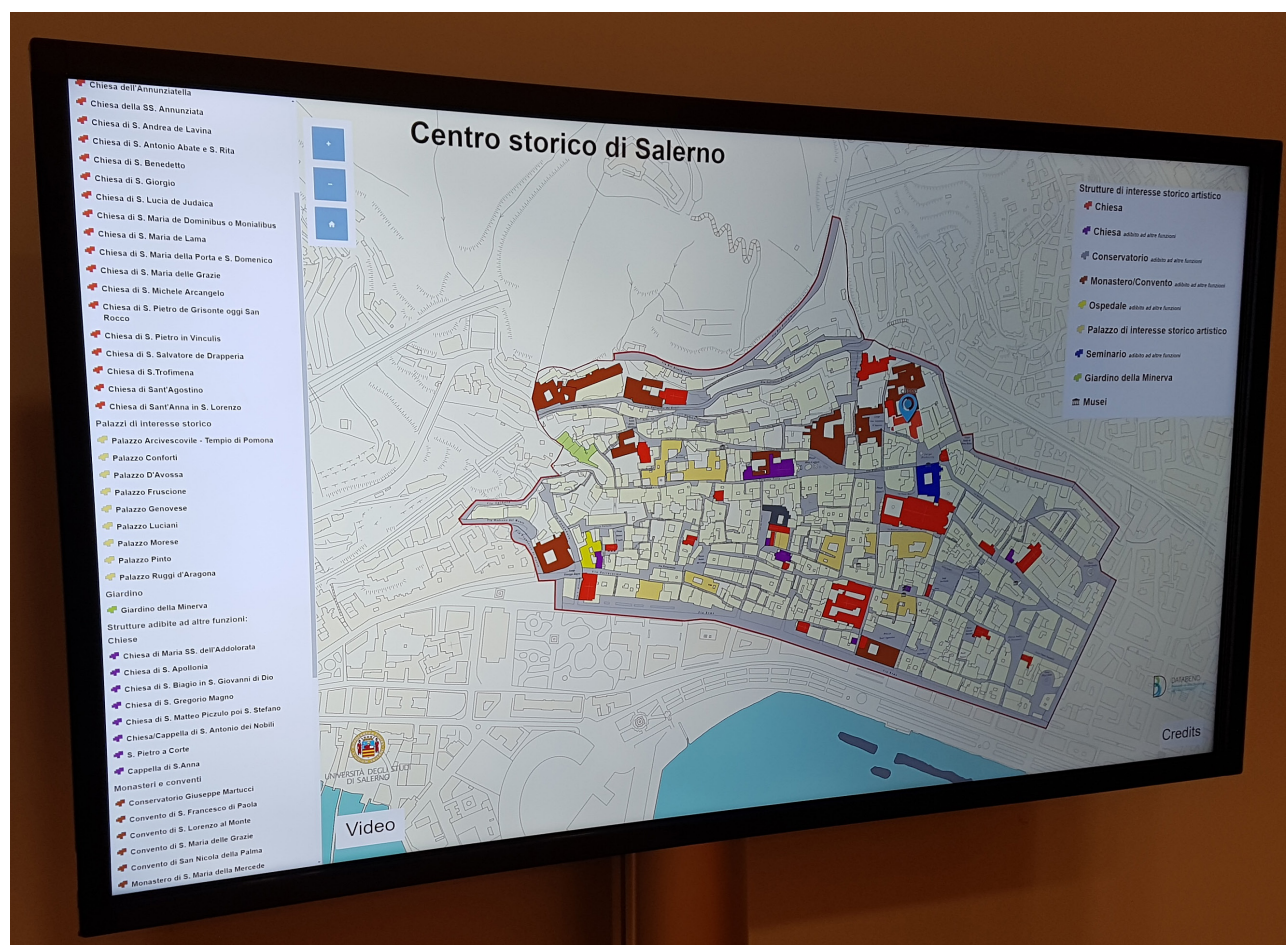 Chiesa dell'Annunziatella
Chiesa della SS. Annunziata
Chiesa di S. Andrea de Lavina
Chiesa di S. Antonio Abate e S. Rita
Chiesa di S. Benedetto
Chiesa di S. Giorgio
Chiesa di S. Lucia de Judaica
Chiesa di S. Maria de Dominibus o Monialibus
Chiesa di S. Maria de Lama
Chiesa di S. Maria della Porta e S. Domenico
Chiesa di S. Maria delle Grazie
Chiesa di S. Michele Arcangelo
Chiesa di S. Pietro de Grisonte oggi San
Rocco
Chiesa di S. Pietro in Vinculis
Chiesa di S. Salvatore de Drapperia
Chiesa di S.Trofimena
Chiesa di Sant'Agostino
Chiesa di Sant'Anna in S. Lorenzo
Palazzi di interesse storico
Palazzo Arcivescovile - Tempio di Pomona
Palazzo Conforti
Palazzo D'Avossa
Palazzo Fruscione
Palazzo Genovese
Palazzo Luciani
Palazzo Morese
Palazzo Pinto
Palazzo Ruggi d'Aragona
Giardino
Giardino della Minerva
Strutture adibite ad altre funzioni:
Chiese
Chiesa di Maria SS. dell'Addolorata
Chiesa di S. Apollonia
Chiesa di S. Biagio in S. Giovanni di Dio
Chiesa di S. Gregorio Magno
Chiesa di S. Matteo Piczulo poi S. Stefano
Chiesa/Cappella di S. Antonio dei Nobili
S. Pietro a Corte
Cappella di S.Anna
Monasteri e conventi
Conservatorio Giuseppe Martucci
Convento di S. Francesco di Paola
Convento di S. Lorenzo al Monte
Convento di S. Maria delle Grazie
Convento di San Nicola della Palma
Monastero di S. Maria della Mercede
+
-
Centro storico di Salerno
Strutture di interesse storico artistico
Chiesa
Chiesa adibito ad altre funzioni
Conservatorio adibito ad altre funzioni
Monastero/Convento adibito ad altre funzioni
Ospedale adibito ad altre funzioni
Palazzo di interesse storico artistico
Seminario adibito ad altre funzioni
Giardino della Minerva
Musei
UNIVERSITÀ DEGLI STUDI
DI SALERNO
Video
DATABENC
Credits